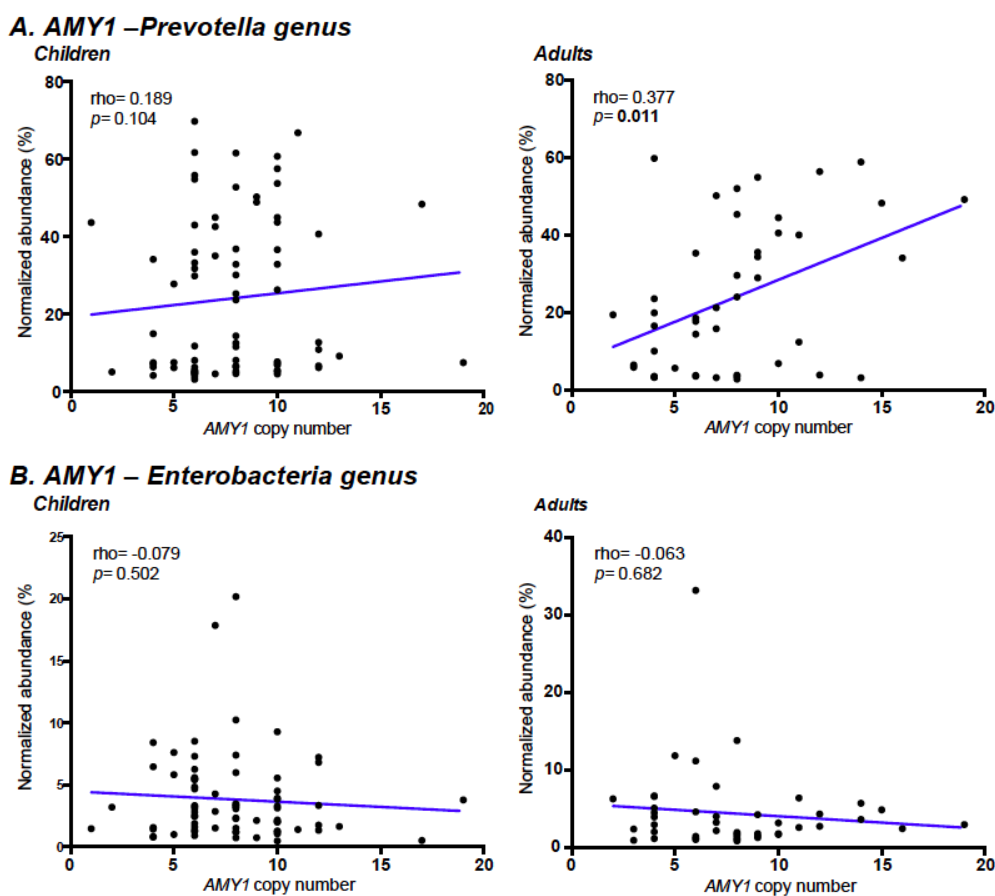 A. AMY1 –Prevotella genus
Children
Adults
80
60
40
20
0
Normalized abundance (%)
rho= 0.189
p= 0.104
0
5
10
15
20
AMY1 copy number
80
60
40
20
0
Normalized abundance (%)
rho= 0.377
p= 0.011
0
5
10
15
20
AMY1 copy number
B. AMY1 – Enterobacteria genus
Children
Adults
25
20
15
10
5
0
Normalized abundance (%
rho= -0.079
p= 0.502
0
5
10
15
20
AMY1 copy number
40
30
20
10
0
Normalized abundance (%)
rho= -0.063
p= 0.682
0
5
10
15
20
AMY1 copy number